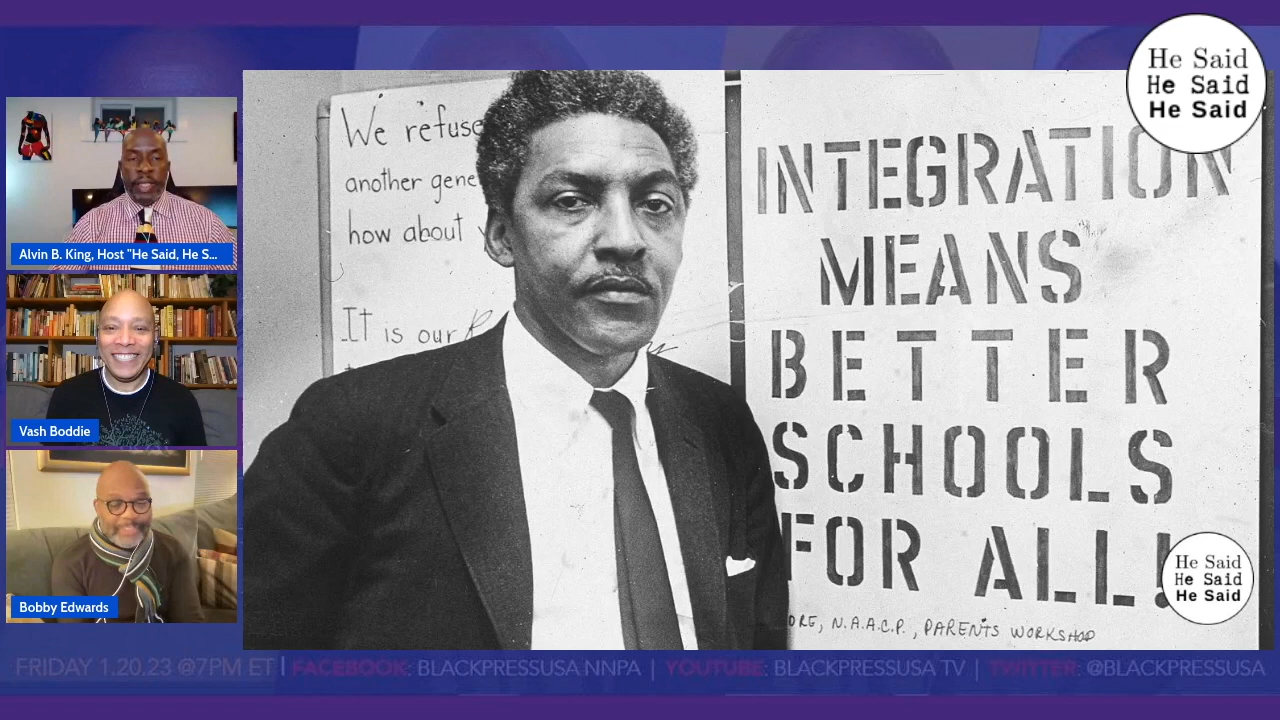 He Said
He Said
He Said
We refuse
another gene
how about
It is our
INTEGRATION
MEANS
BETTER
SCHOOLS
FOR ALL!
ORE, N.A.A.C.P., PARENTS WORKSHOP
He Said
He Said
He Said
Alvin B. King, Host "He Said, He S...
Vash Boddie
Bobby Edwards
FRIDAY 1.20.23 @7PM ET | FACEBOOK: BLACKPRESSUSA NNPA | YOUTUBE: BLACKPRESSUSA TV | TWITTER: @BLACKPRESSUSA